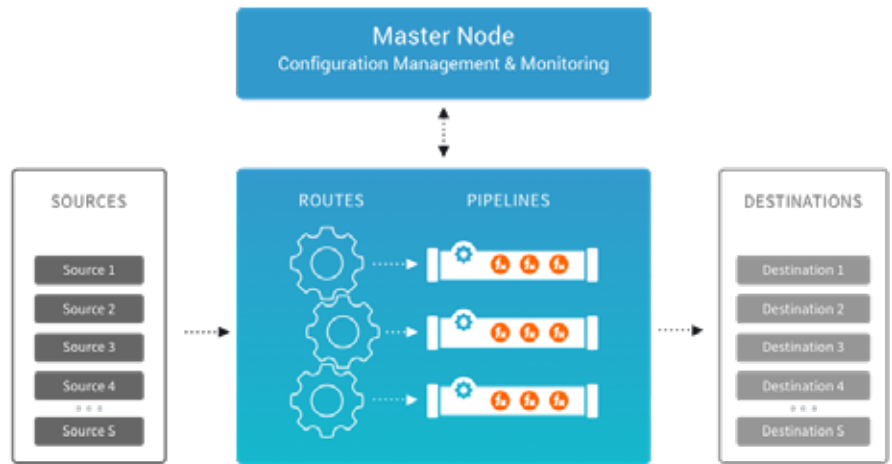 Master Node
Configuration Management & Monitoring
SOURCES
Source 1
Source 2
Source 3
Source 4
Source S
ROUTES
PIPELINES
DESTINATIONS
Destination 1
Destination 2
Destination 3
Destination 4
Destination S